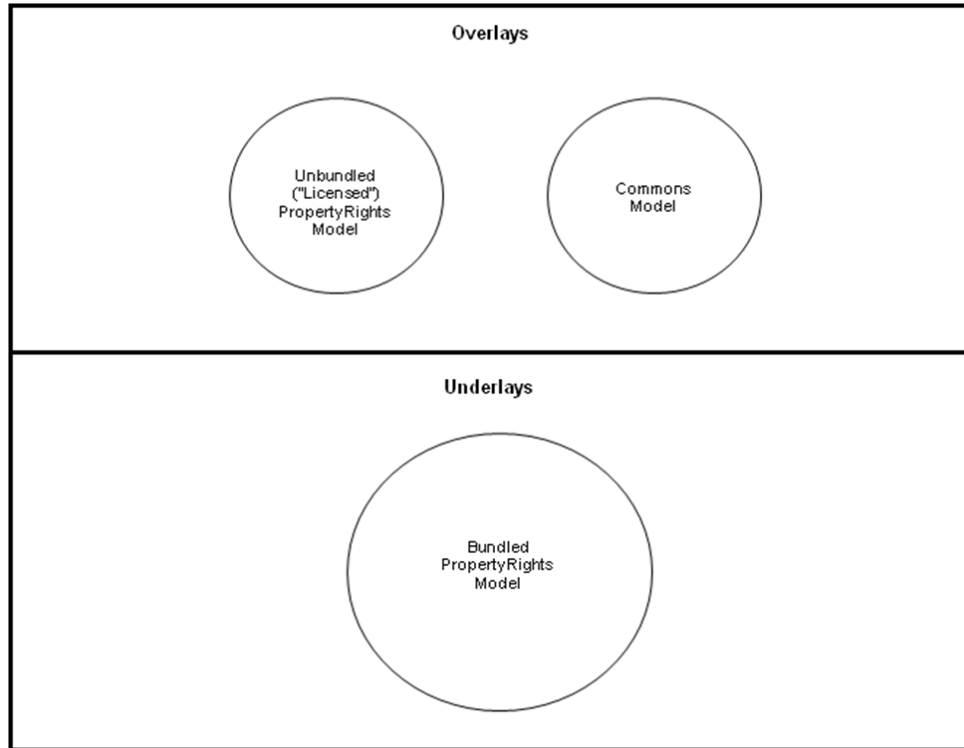 Overlays
Unbundled
("Licensed")
PropertyRights
Model
Commons
Model
Underlays
Bundled
PropertyRights
Model